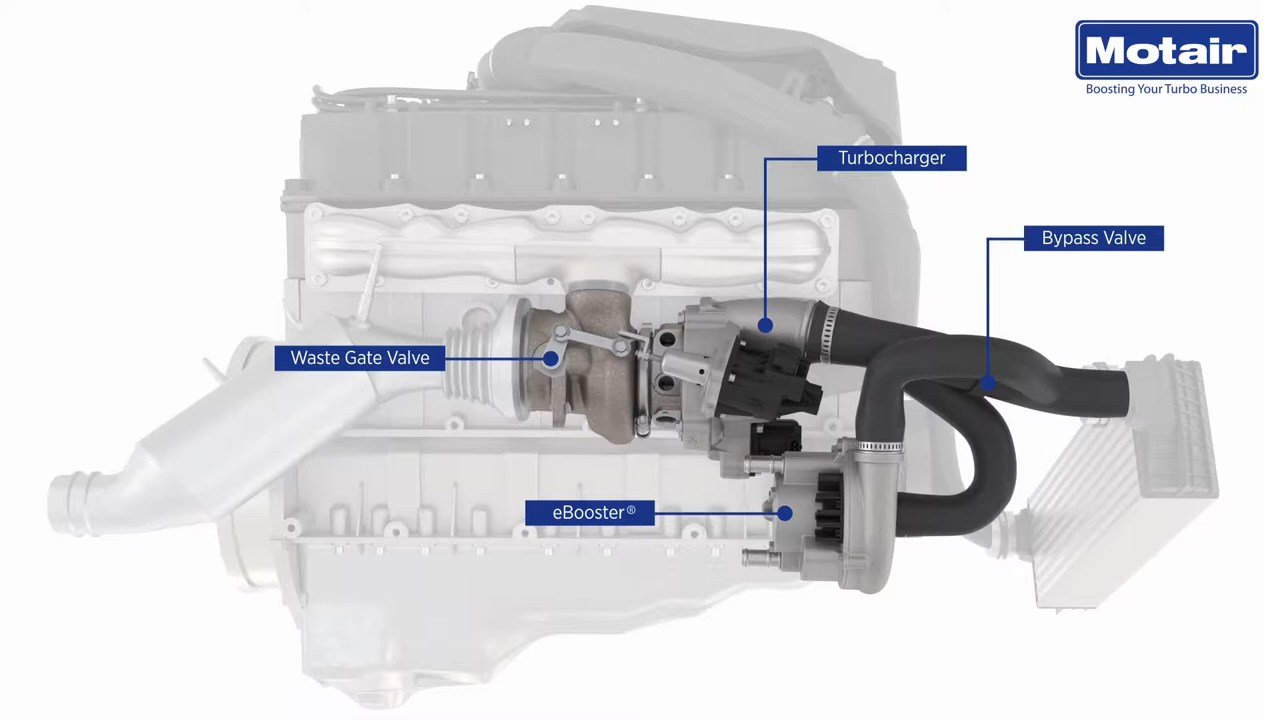 Motair
Boosting Your Turbo Business
Turbocharger
Bypass Valve
Waste Gate Valve
eBooster®